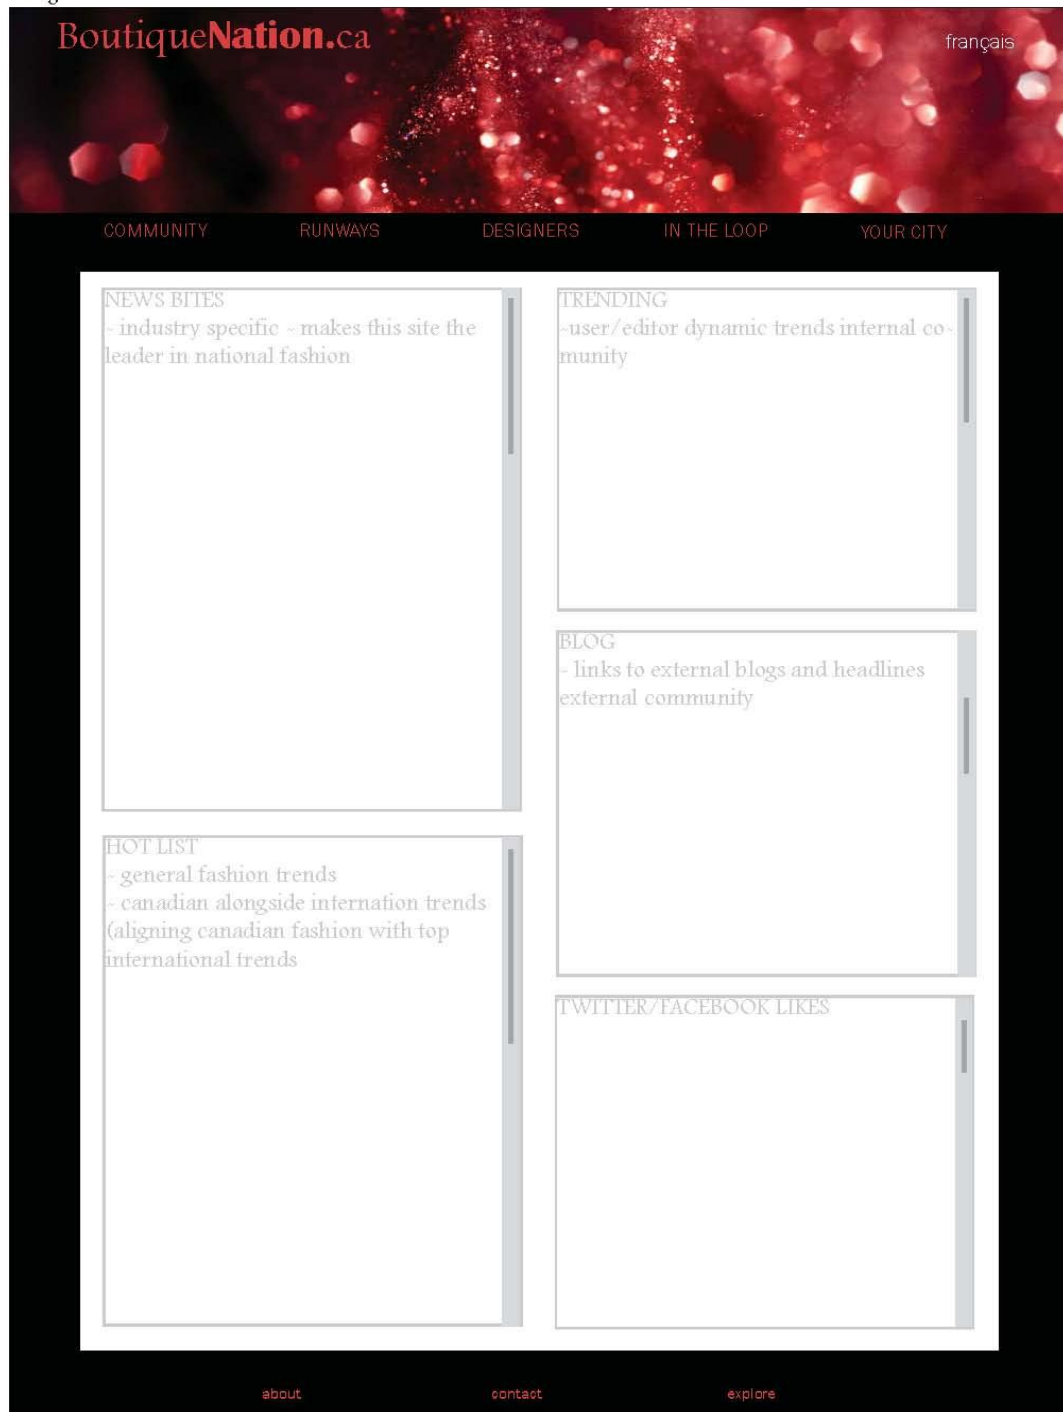 BoutiqueNation.ca
français
COMMUNITY RUNWAYS DESIGNERS IN THE LOOP YOUR CITY
NEWS BITES
~ industry specific ~ makes this site the
leader in national fashion
HOT LIST
~ general fashion trends
~ canadian alongside internation trends
(aligning canadian fashion with top
international trends
TRENDING
~user/editor dynamic trends internal co~
munity
BLOG
~ links to external blogs and headlines
external community
TWITTER/FACEBOOK LIKES
about contact explore